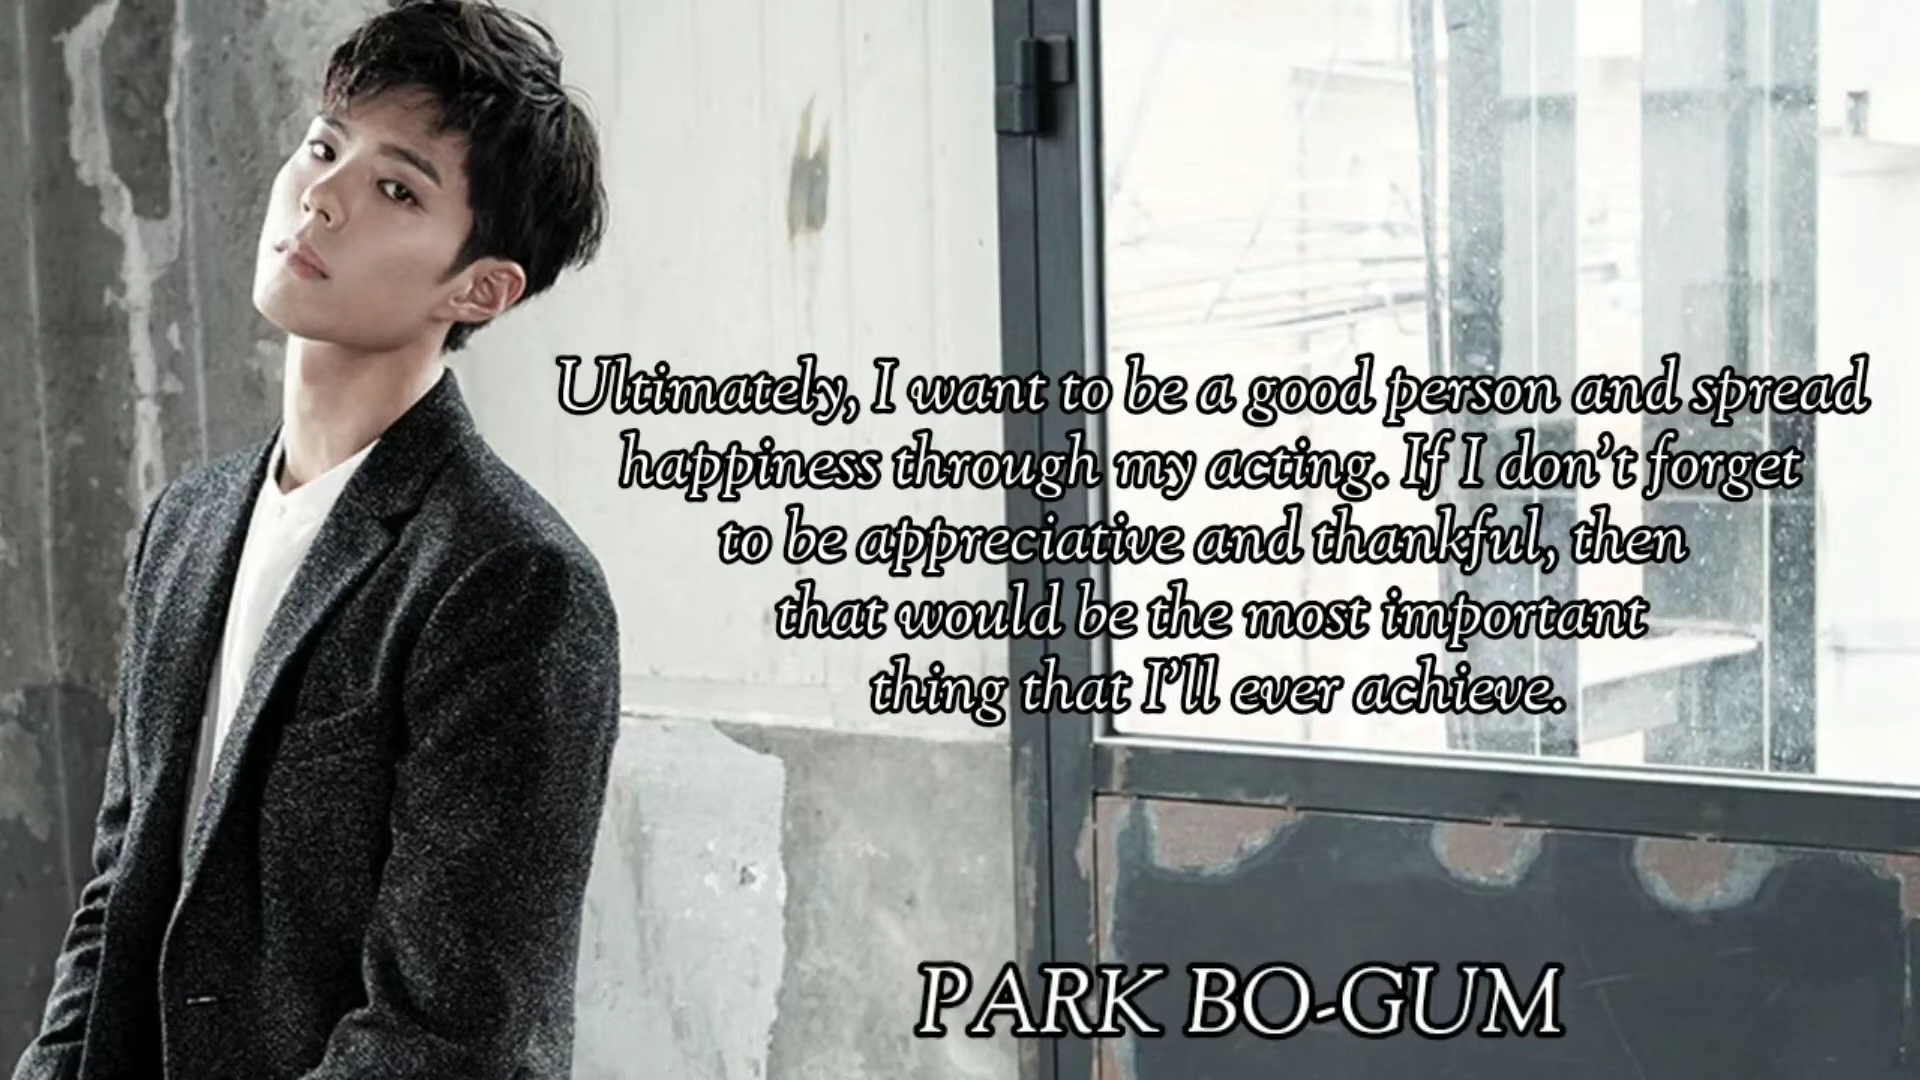 Ultimately, I want to be a good person and spread
happiness through my acting. If I don’t forget
to be appreciative and thankful, then
that would be the most important
thing that I’ll ever achieve.
PARK BO-GUM